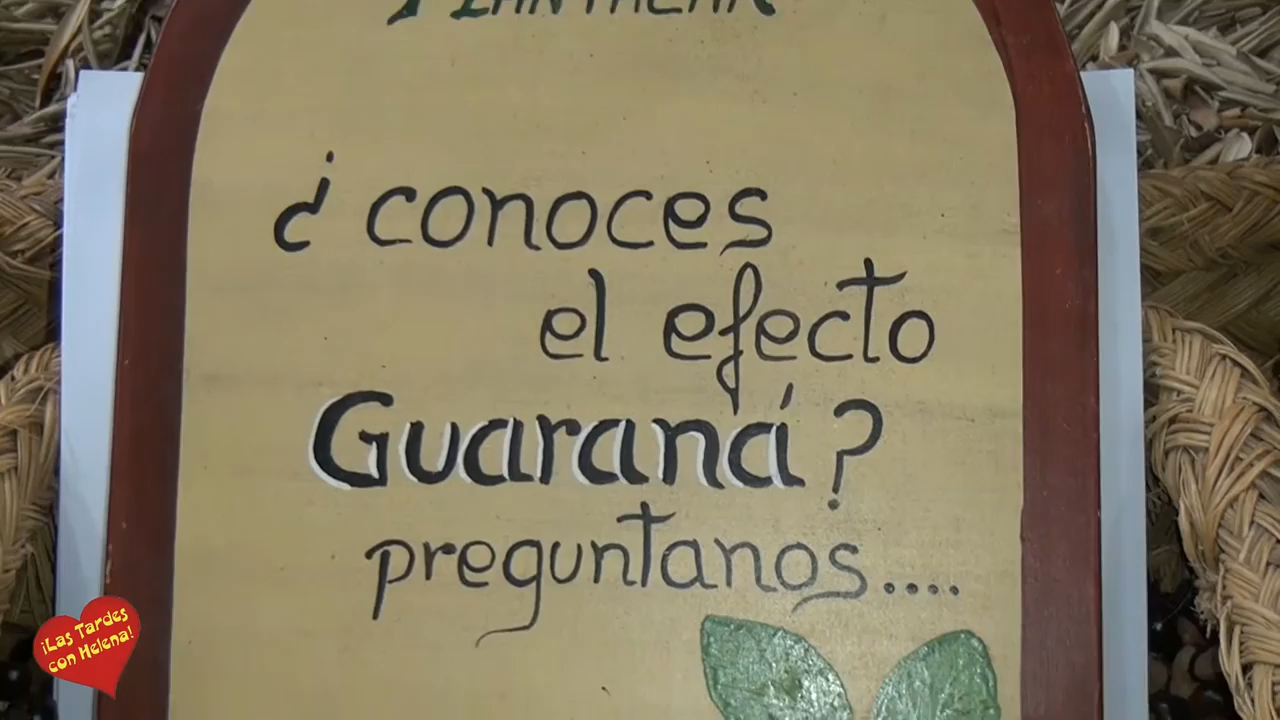 ¿conoces
el efecto
Guaraná?
preguntanos....
¡Las Tardes
con Helena!